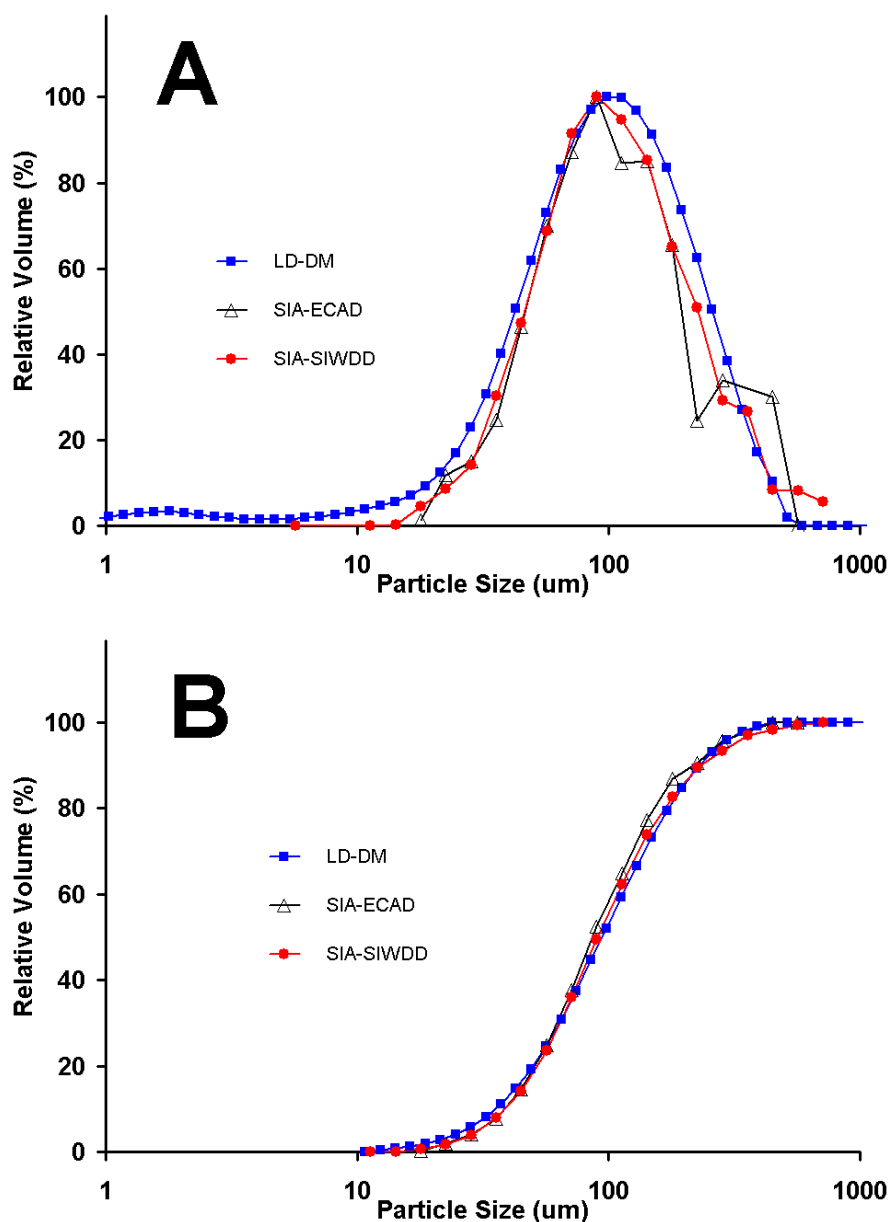 A
Relative Volume (%)
100
80
60
40
20
0
LD-DM
SIA-ECAD
SIA-SIWDD
1
10
100
1000
Particle Size (um)
B
Relative Volume (%)
100
80
60
40
20
0
LD-DM
SIA-ECAD
SIA-SIWDD
1
10
100
1000
Particle Size (um)